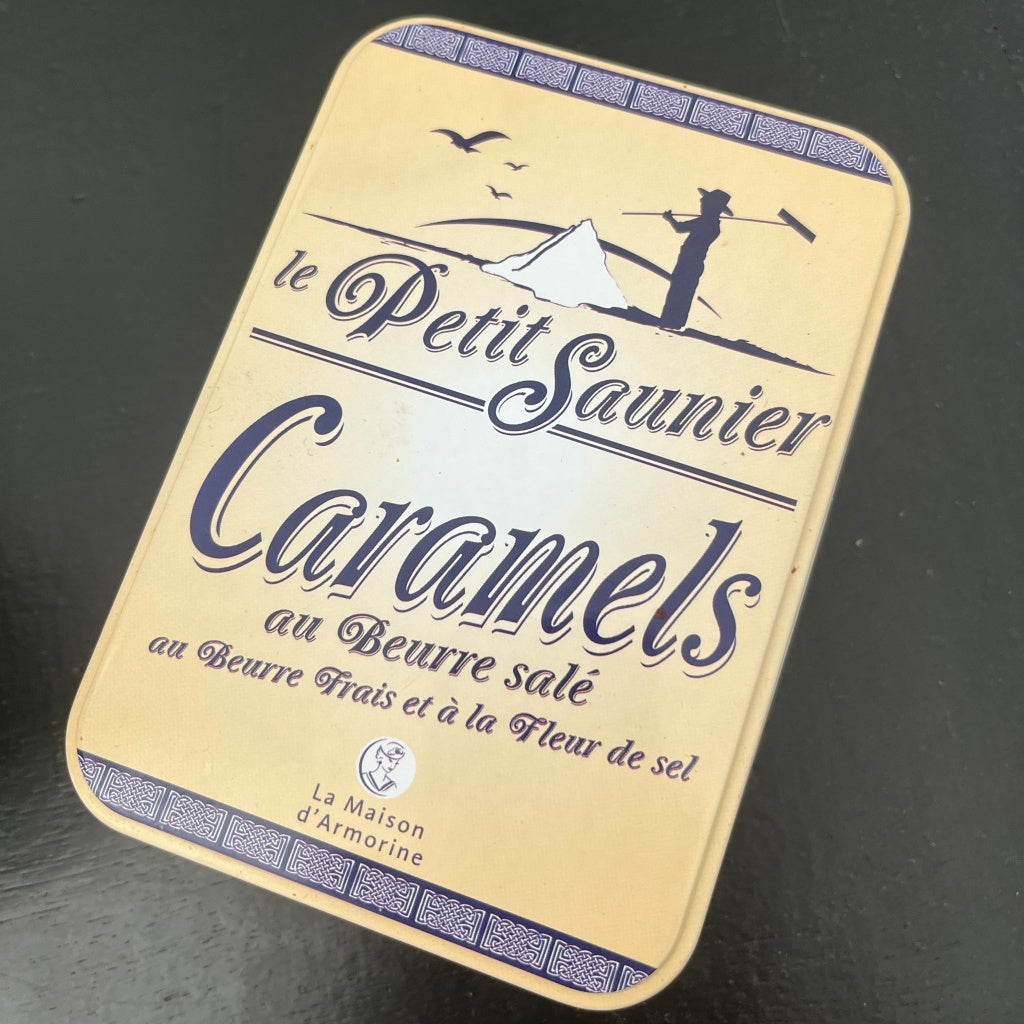 le Petit Saunier
Caramels
au Beurre salé
au Beurre Frais et à la Fleur de sel
La Maison
d'Armorine